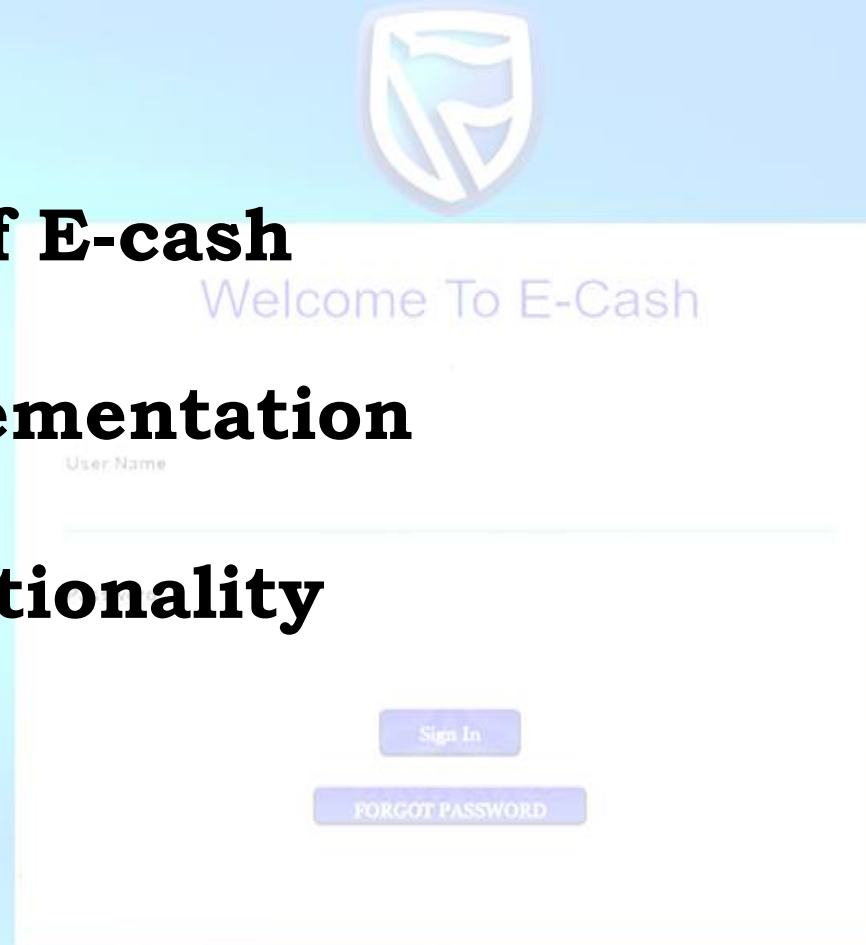 f E-cash
Welcome To E-Cash
ementation
User Name
tionality
Sign In
FORGOT PASSWORD